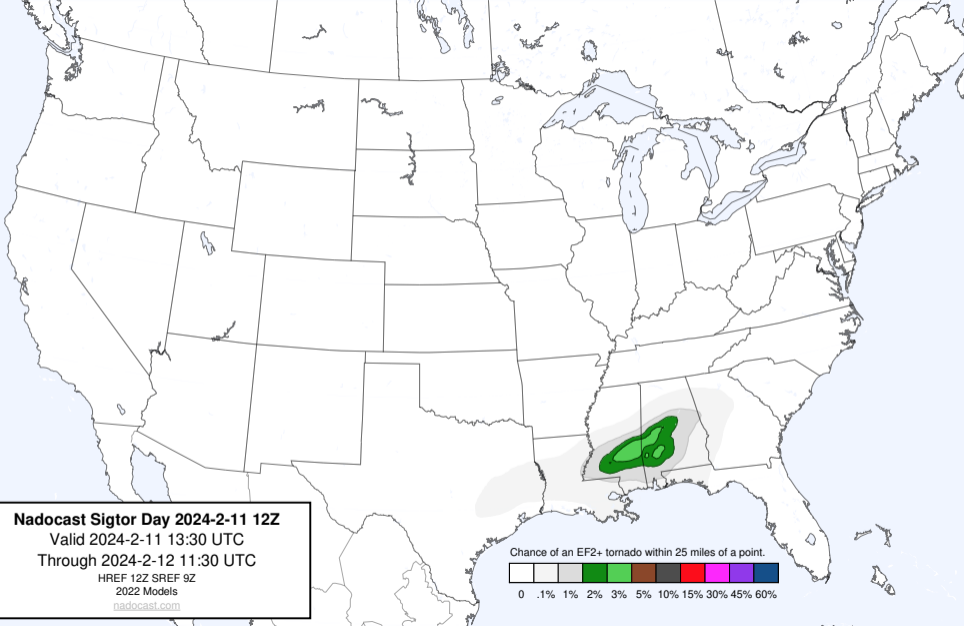 Nadocast Sigtor Day 2024-2-11 12Z
Valid 2024-2-11 13:30 UTC
Through 2024-2-12 11:30 UTC
HREF 12Z SREF 9Z
2022 Models
nadocast.com
Chance of an EF2+ tornado within 25 miles of a point.
0 .1% 1% 2% 3% 5% 10% 15% 30% 45% 60%